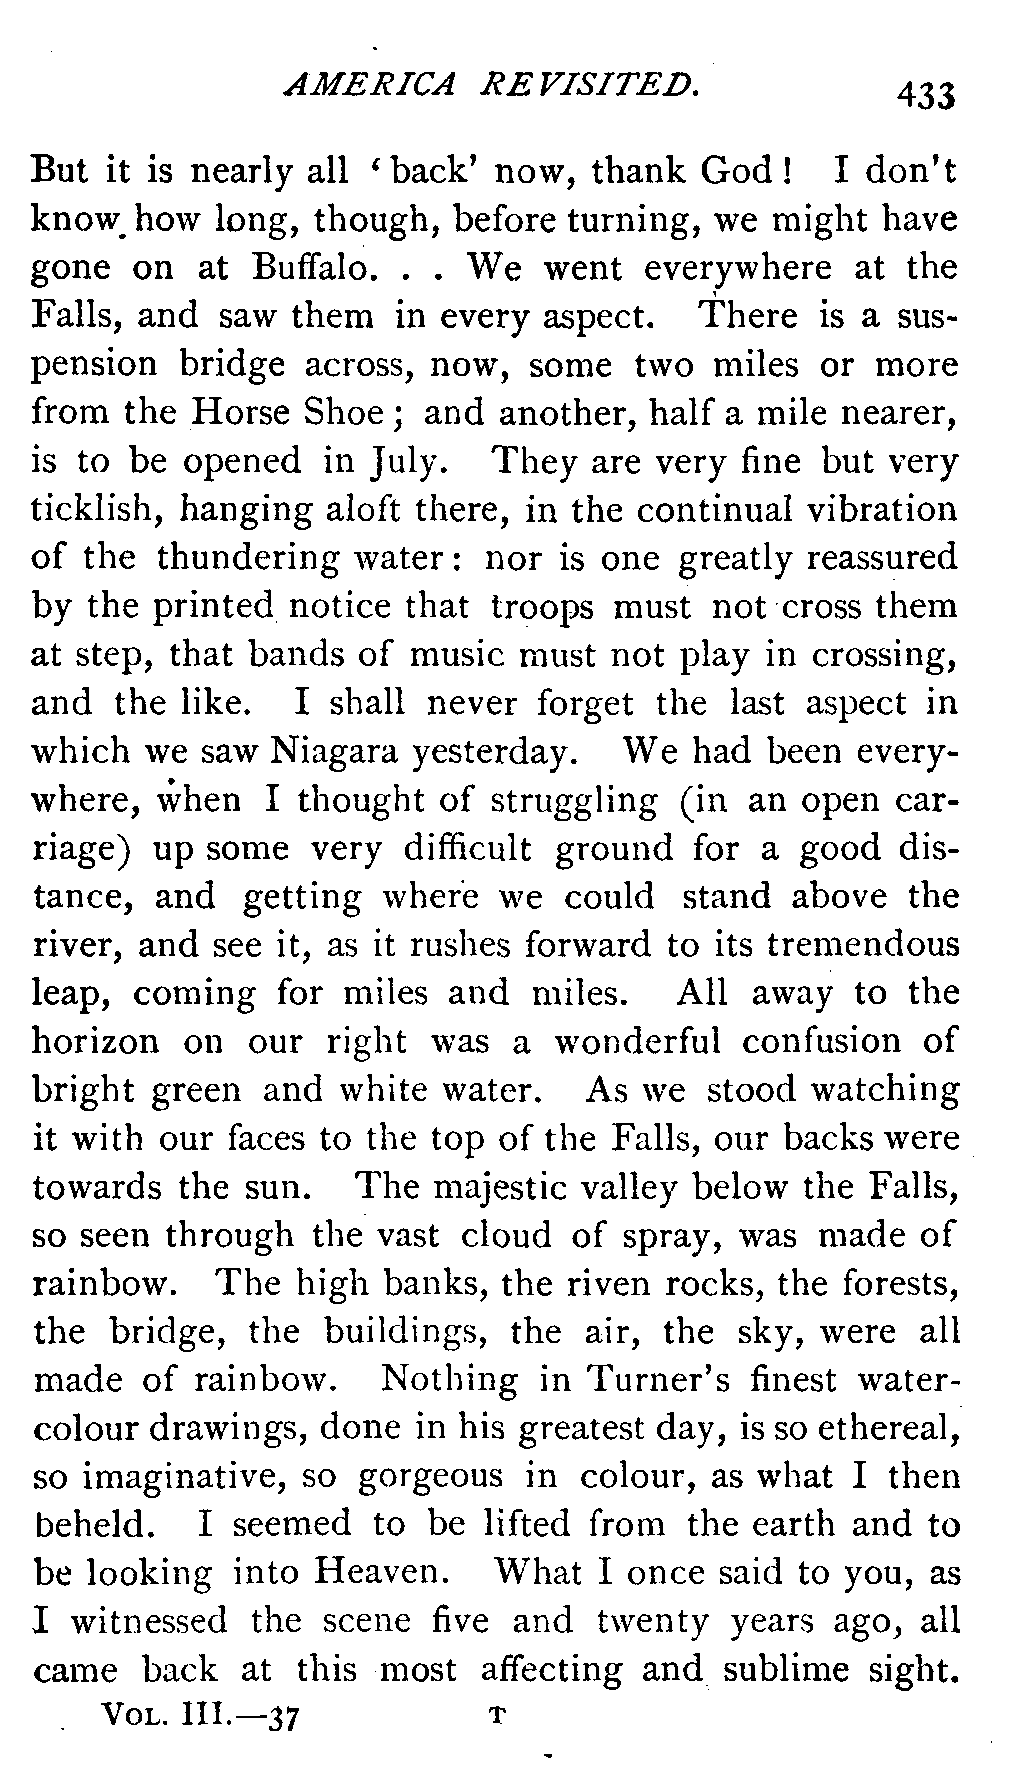 AMERICA REVISITED.
433
But it is nearly all ‘back’ now, thank God! I don’t
know how long, though, before turning, we might have
gone on at Buffalo. . . We went everywhere at the
Falls, and saw them in every aspect. There is a sus-
pension bridge across, now, some two miles or more
from the Horse Shoe; and another, half a mile nearer,
is to be opened in July. They are very fine but very
ticklish, hanging aloft there, in the continual vibration
of the thundering water: nor is one greatly reassured
by the printed notice that troops must not cross them
at step, that bands of music must not play in crossing,
and the like. I shall never forget the last aspect in
which we saw Niagara yesterday. We had been every-
where, when I thought of struggling (in an open car-
riage) up some very difficult ground for a good dis-
tance, and getting where we could stand above the
river, and see it, as it rushes forward to its tremendous
leap, coming for miles and miles. All away to the
horizon on our right was a wonderful confusion of
bright green and white water. As we stood watching
it with our faces to the top of the Falls, our backs were
towards the sun. The majestic valley below the Falls,
so seen through the vast cloud of spray, was made of
rainbow. The high banks, the riven rocks, the forests,
the bridge, the buildings, the air, the sky, were all
made of rainbow. Nothing in Turner’s finest water-
colour drawings, done in his greatest day, is so ethereal,
so imaginative, so gorgeous in colour, as what I then
beheld. I seemed to be lifted from the earth and to
be looking into Heaven. What I once said to you, as
I witnessed the scene five and twenty years ago, all
came back at this most affecting and sublime sight.
VOL. III.—37 T